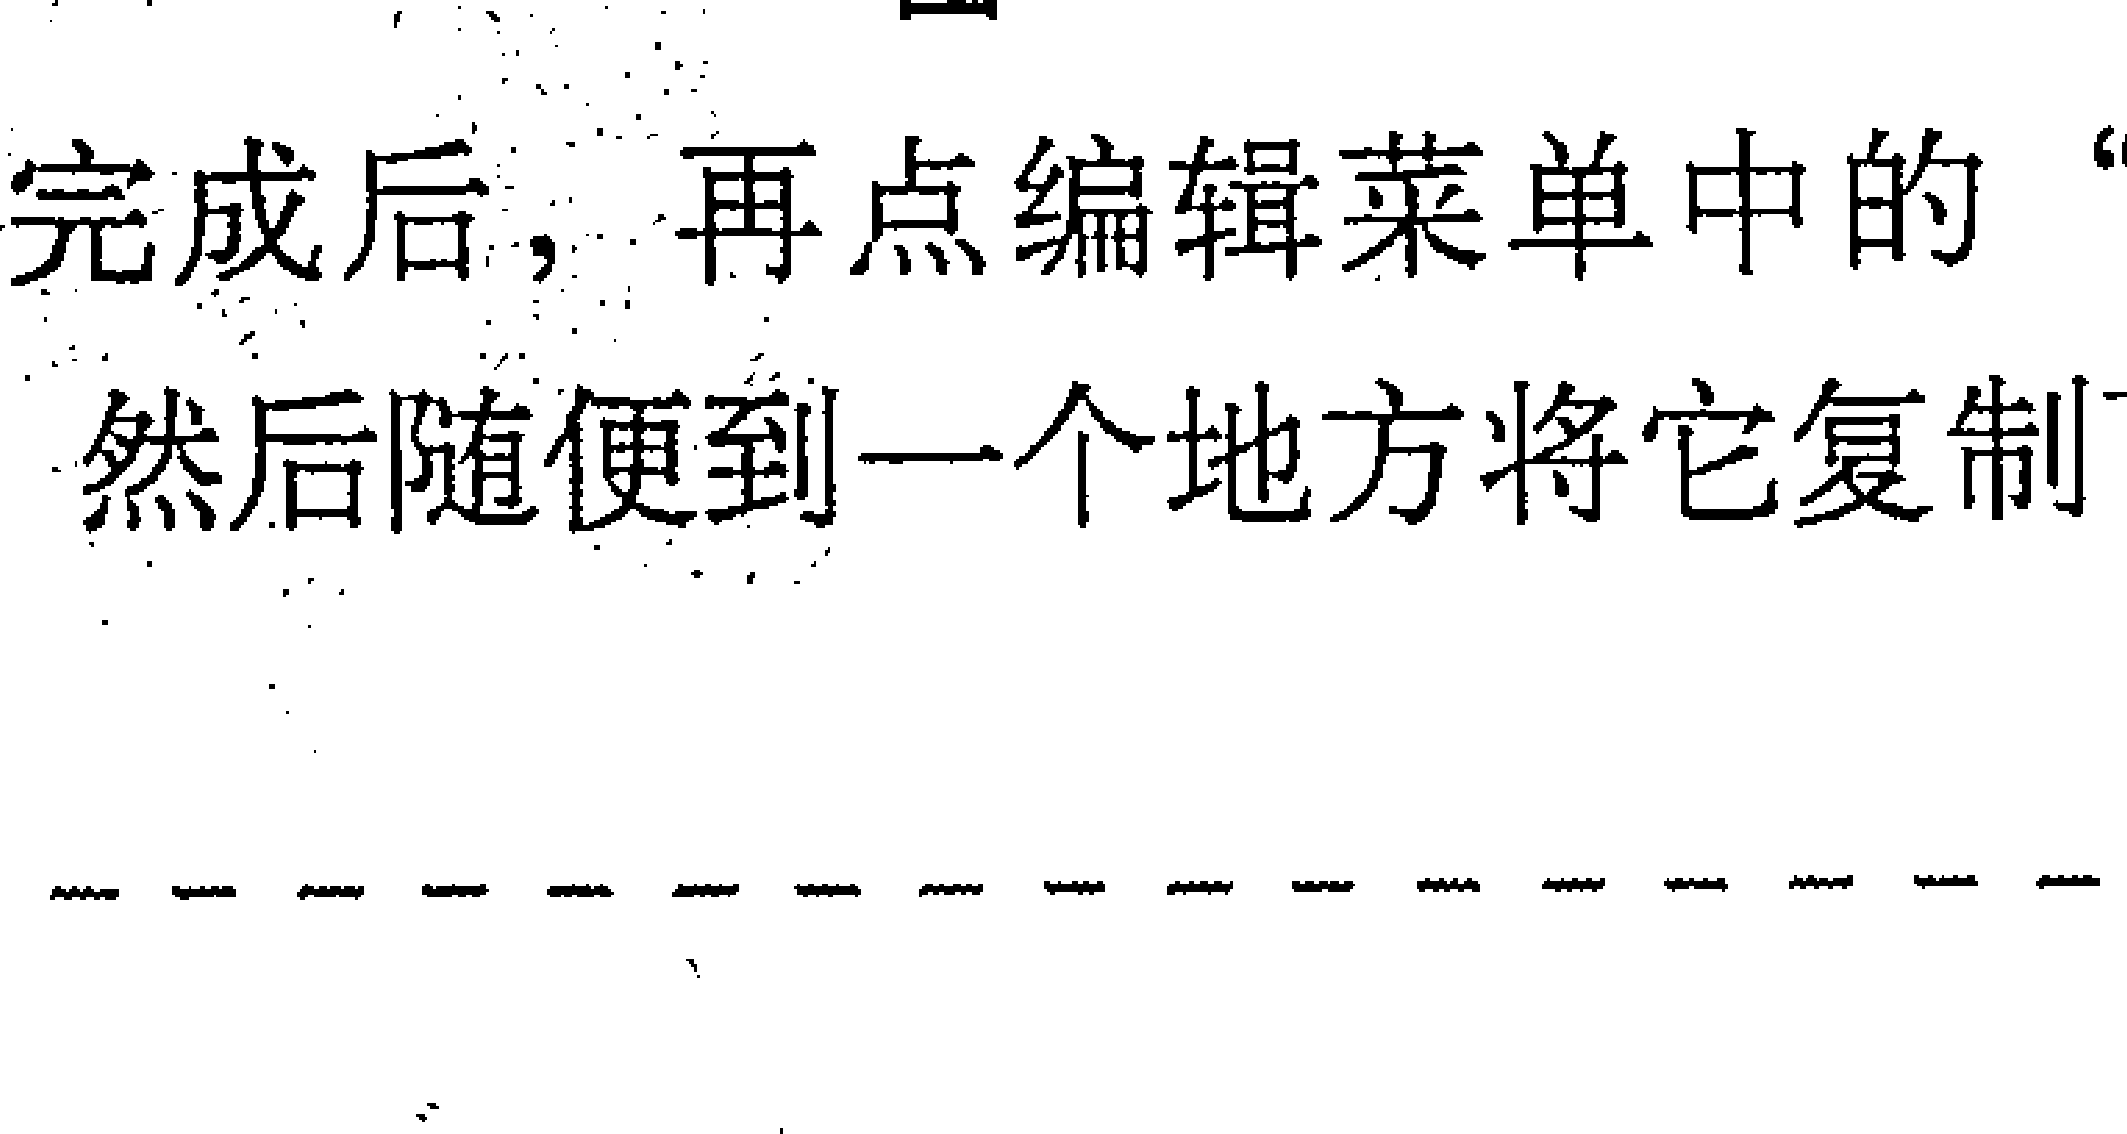 完成后，再点编辑菜单中的“
然后随便到一个地方将它复制